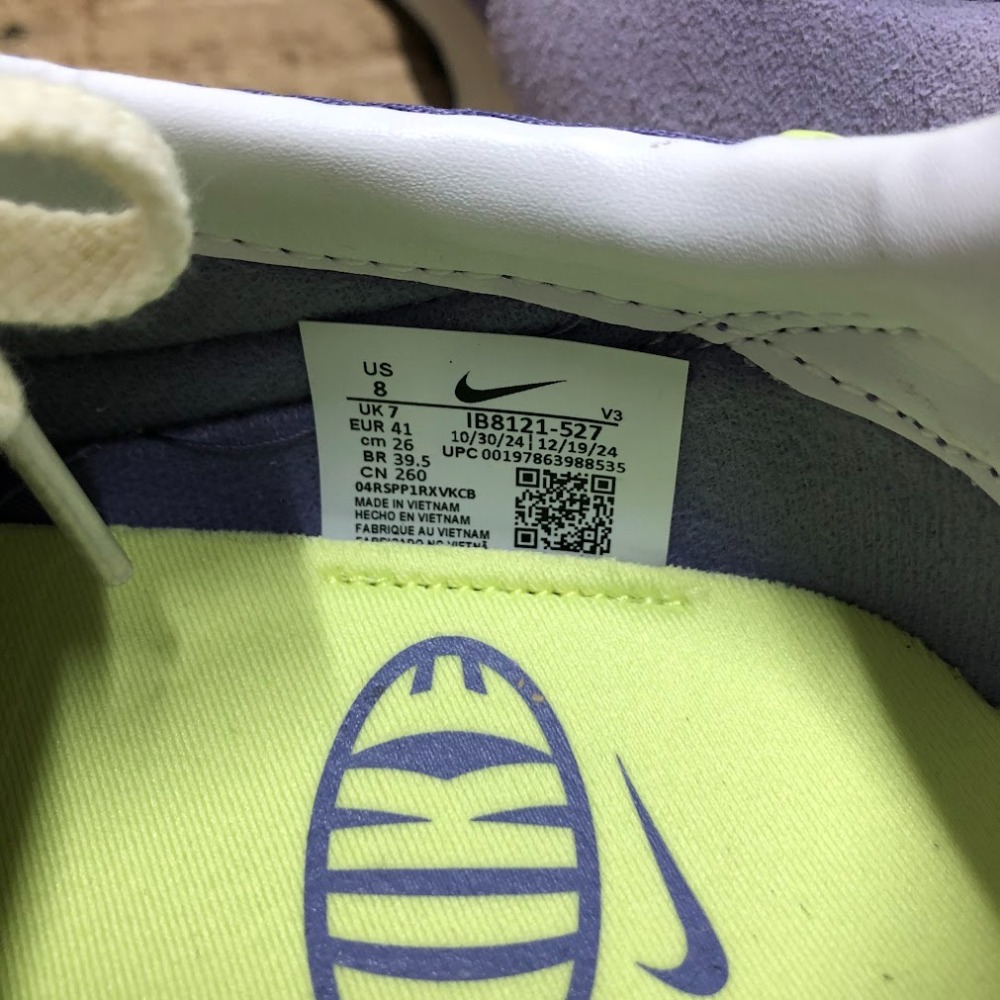 US
8
UK 7
EUR 41
cm 26
BR 39.5
CN 260
V3
IB8121-527
10/30/24 | 12/19/24
UPC 00197863988535
04RSPP1RXVKCB
MADE IN VIETNAM
HECHO EN VIETNAM
FABRIQUE AU VIETNAM